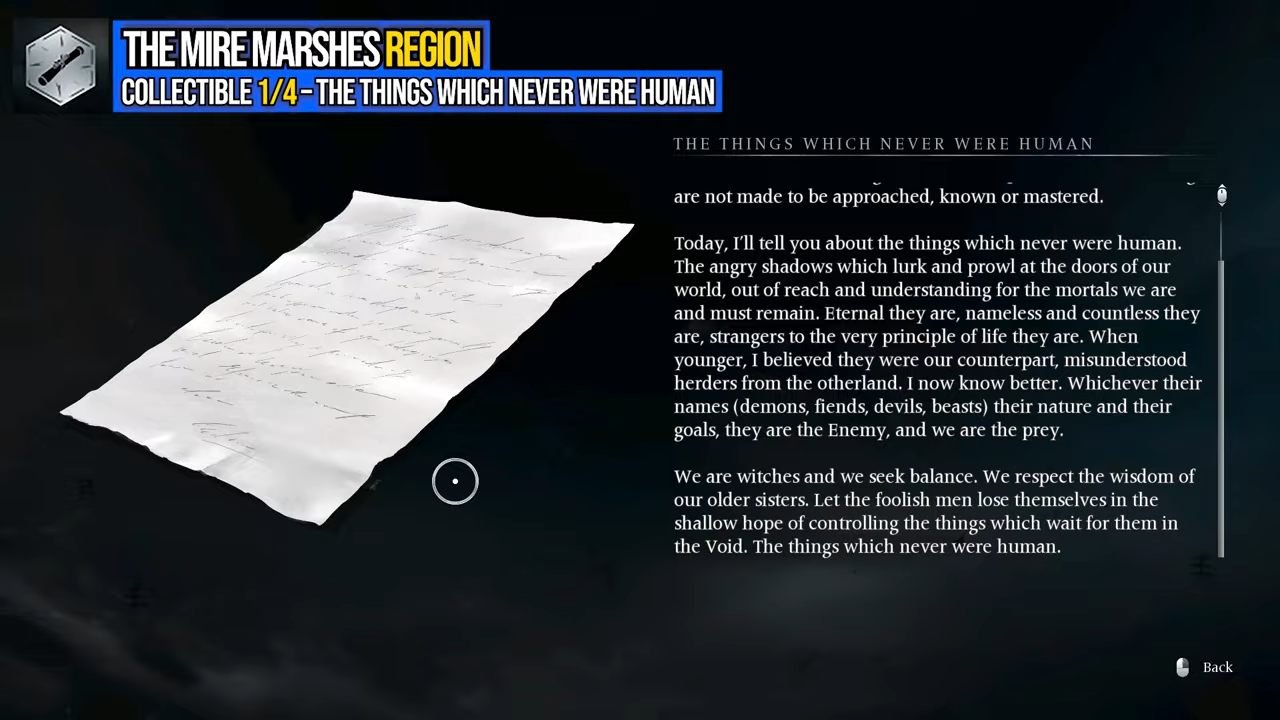 THE MIRE MARSHES REGION
COLLECTIBLE 1/4 – THE THINGS WHICH NEVER WERE HUMAN
THE THINGS WHICH NEVER WERE HUMAN
are not made to be approached, known or mastered.
Today, I'll tell you about the things which never were human.
The angry shadows which lurk and prowl at the doors of our
world, out of reach and understanding for the mortals we are
and must remain. Eternal they are, nameless and countless they
are, strangers to the very principle of life they are. When
younger, I believed they were our counterpart, misunderstood
herders from the otherland. I now know better. Whichever their
names (demons, fiends, devils, beasts) their nature and their
goals, they are the Enemy, and we are the prey.
We are witches and we seek balance. We respect the wisdom of
our older sisters. Let the foolish men lose themselves in the
shallow hope of controlling the things which wait for them in
the Void. The things which never were human.
Back